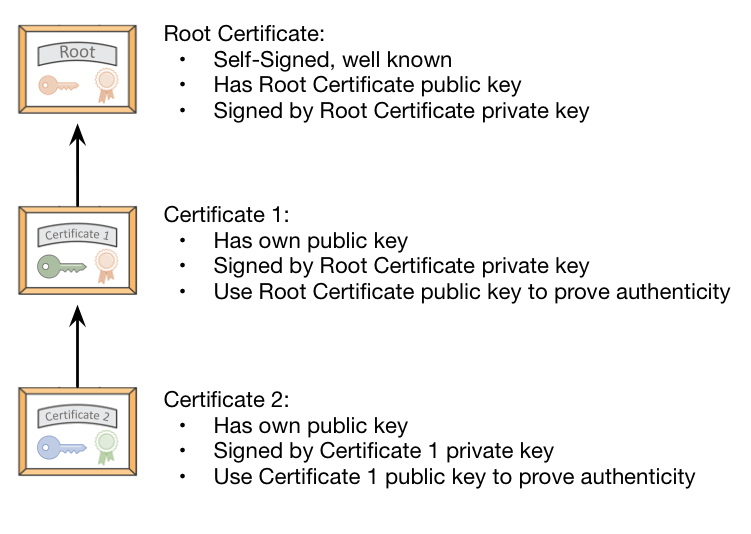 Root
Root Certificate:
• Self-Signed, well known
• Has Root Certificate public key
• Signed by Root Certificate private key
Certificate 1
Certificate 1:
• Has own public key
• Signed by Root Certificate private key
• Use Root Certificate public key to prove authenticity
Certificate 2
Certificate 2:
• Has own public key
• Signed by Certificate 1 private key
• Use Certificate 1 public key to prove authenticity